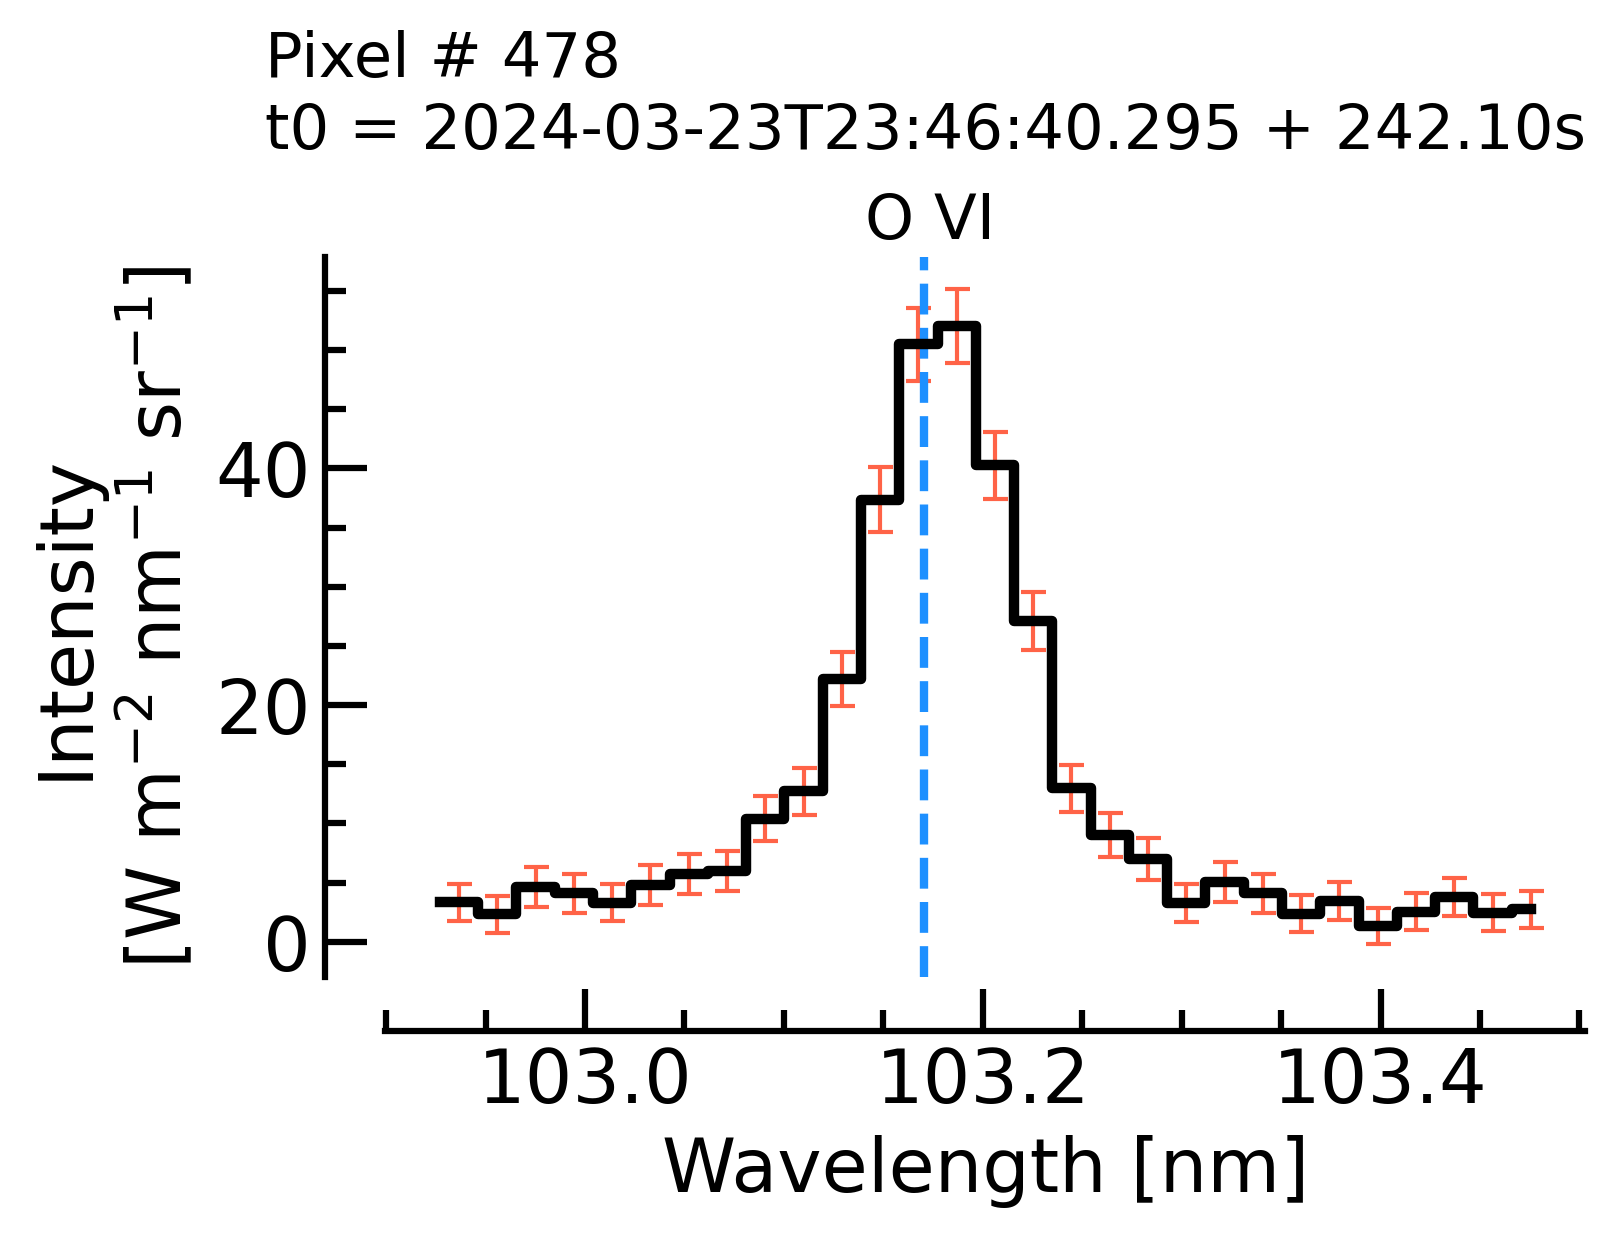 Pixel # 478
t0 = 2024-03-23T23:46:40.295 + 242.10s
O VI
Intensity
[W m⁻² nm⁻¹ sr⁻¹]
40
20
0
103.0 103.2 103.4
Wavelength [nm]